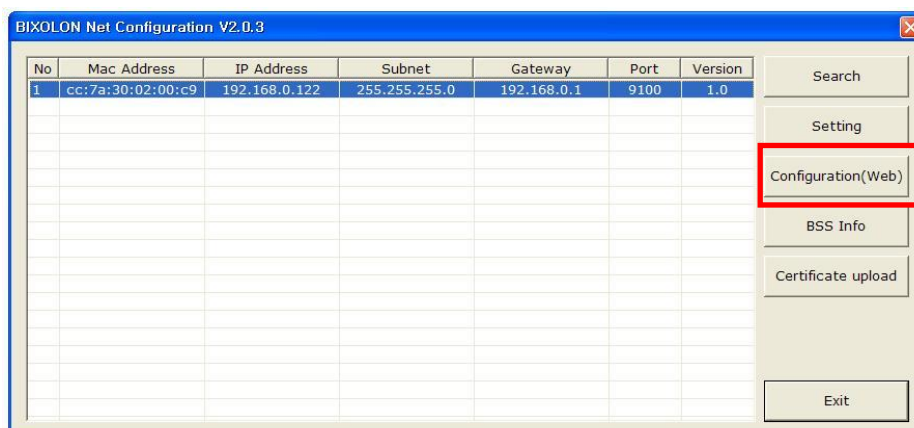 BIXOLON Net Configuration V2.0.3
No Mac Address IP Address Subnet Gateway Port Version
1 cc:7a:30:02:00:c9 192.168.0.122 255.255.255.0 192.168.0.1 9100 1.0
Search
Setting
Configuration(Web)
BSS Info
Certificate upload
Exit